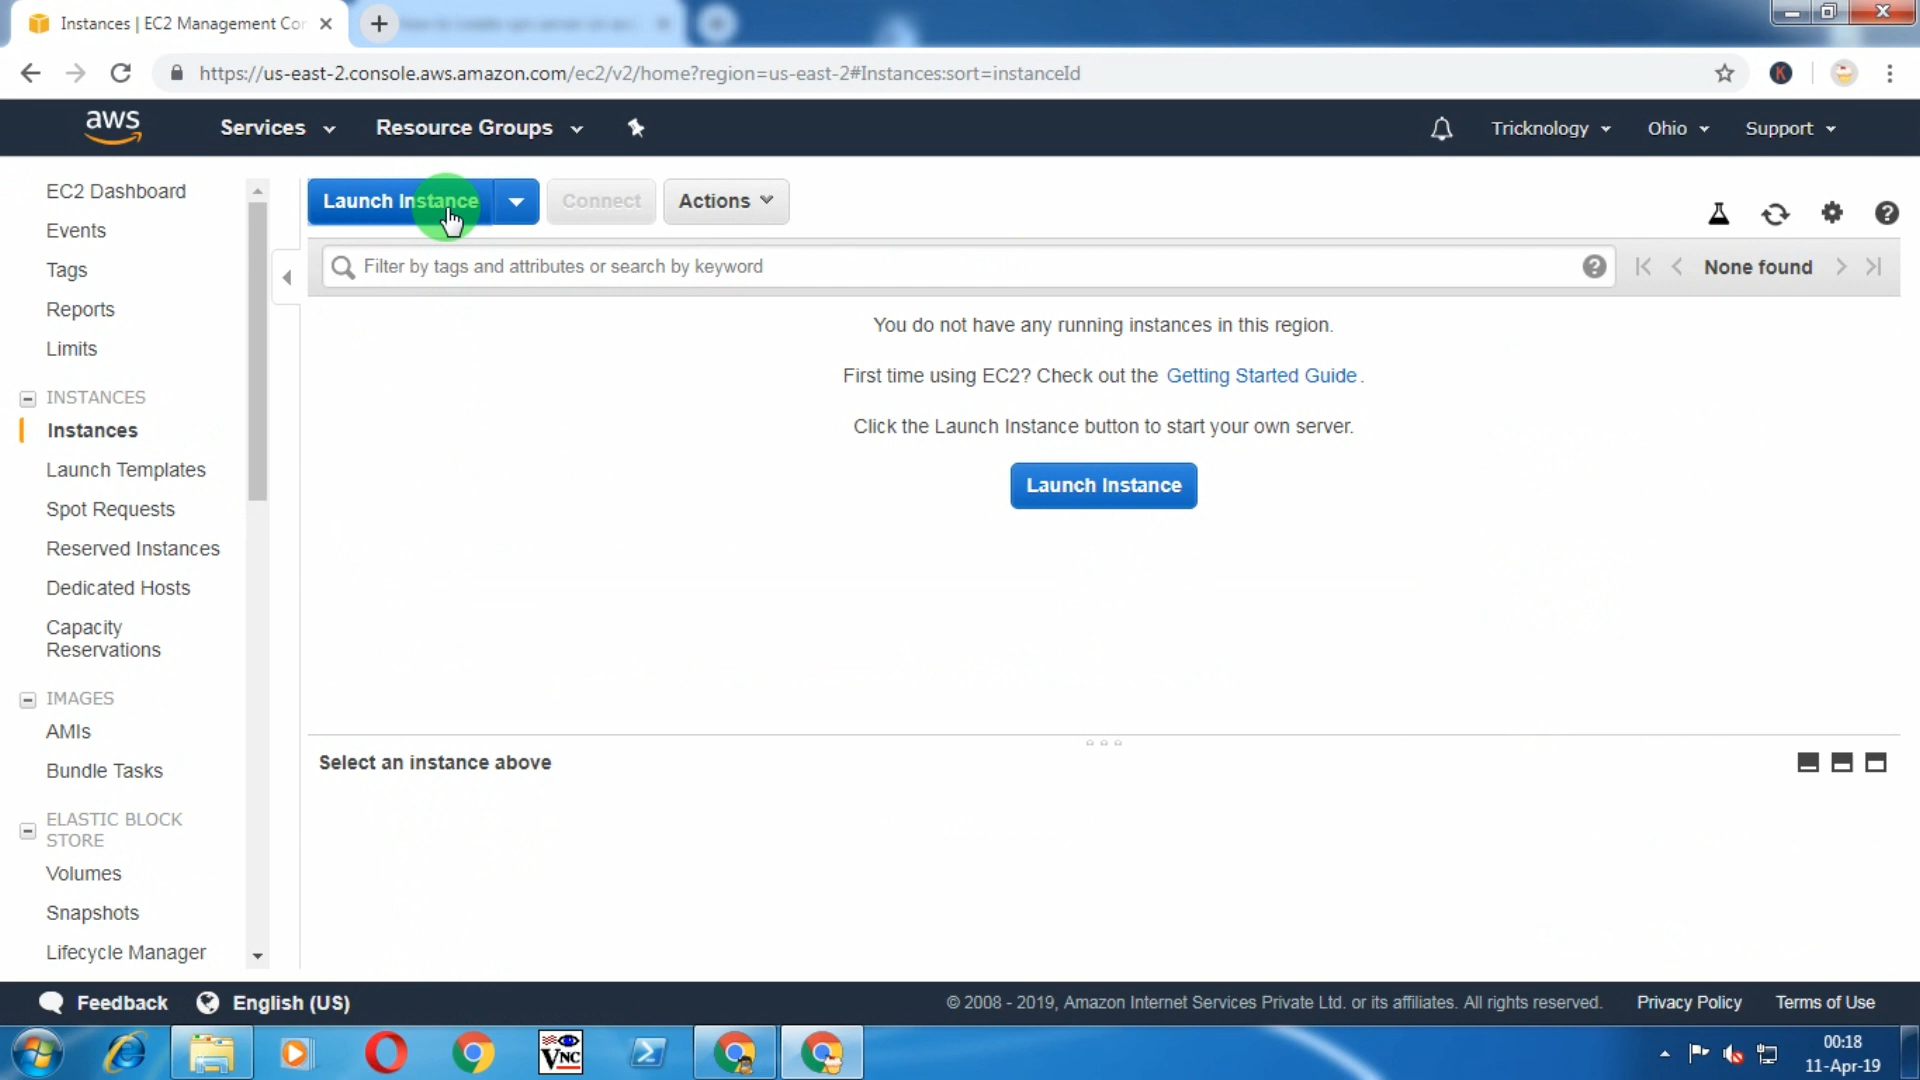 Instances | EC2 Management Cor
https://us-east-2.console.aws.amazon.com/ec2/v2/home?region=us-east-2#Instances:sort=instanceId
K
aws
Services
Resource Groups
Tricknology
Ohio
Support
EC2 Dashboard
Events
Tags
Reports
Limits
INSTANCES
Instances
Launch Templates
Spot Requests
Reserved Instances
Dedicated Hosts
Capacity
Reservations
IMAGES
AMIs
Bundle Tasks
ELASTIC BLOCK
STORE
Volumes
Snapshots
Lifecycle Manager
Launch Instance
Connect
Actions
Filter by tags and attributes or search by keyword
None found
You do not have any running instances in this region.
First time using EC2? Check out the Getting Started Guide.
Click the Launch Instance button to start your own server.
Launch Instance
Select an instance above
Feedback
English (US)
© 2008 - 2019, Amazon Internet Services Private Ltd. or its affiliates. All rights reserved.
Privacy Policy
Terms of Use
VNC
00:18
11-Apr-19